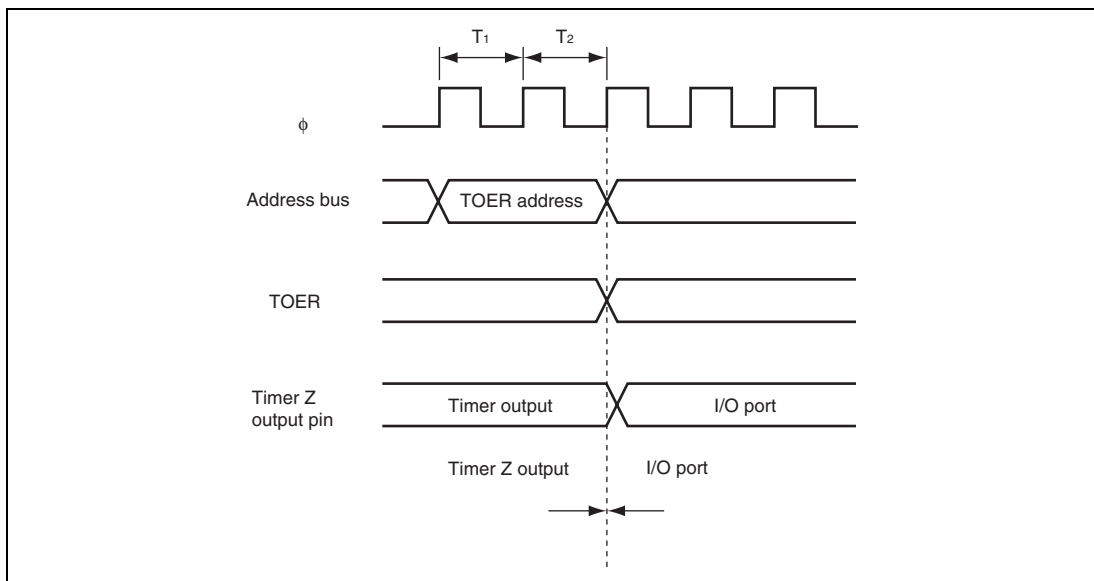 T1 T2
ϕ
Address bus TOER address
TOER
Timer Z
output pin
Timer output I/O port
Timer Z output I/O port